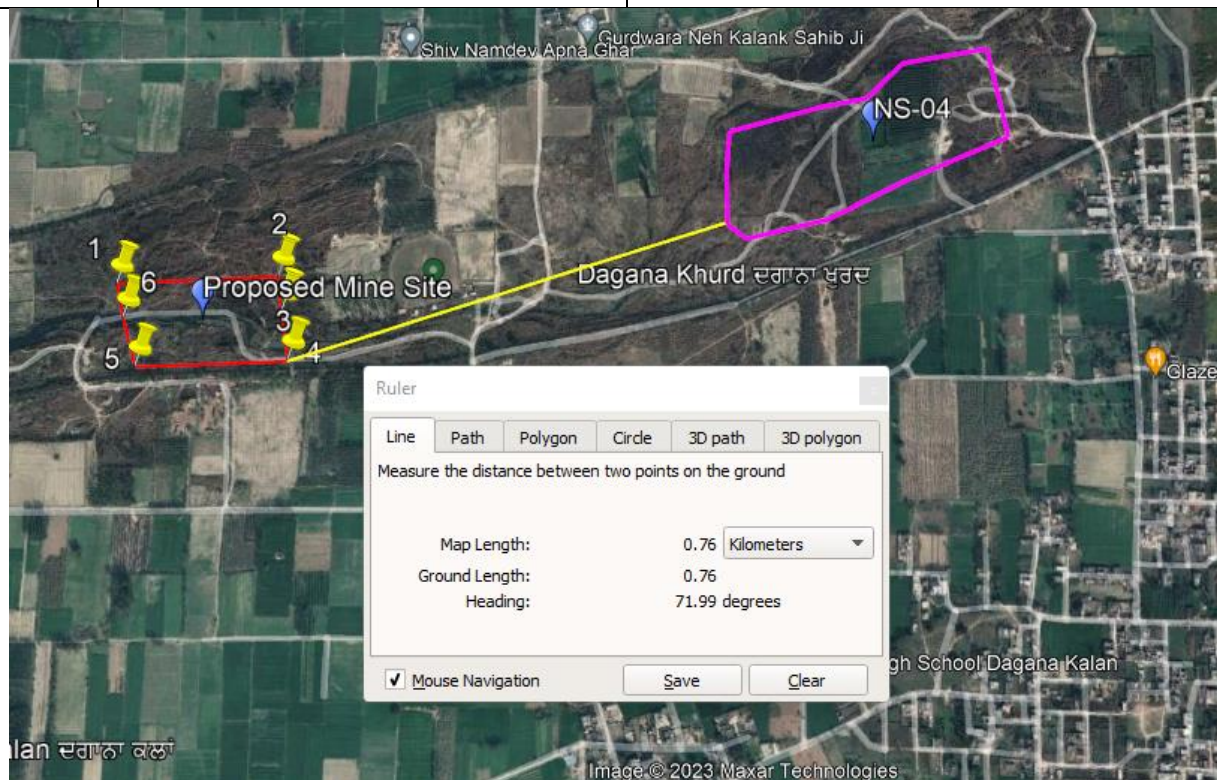 Shiv Namdev Apna Ghar
Gurdwara Neh Kalank Sahib Ji
NS-04
1
2
6
Proposed Mine Site
Dagana Khurd ਦਗਾਨਾ ਖੁਰਦ
3
5
4
Glaze
Ruler
Line
Path
Polygon
Circle
3D path
3D polygon
Measure the distance between two points on the ground
Map Length: 0.76 Kilometers
Ground Length: 0.76
Heading: 71.99 degrees
Mouse Navigation
Save
Clear
gh School Dagana Kalan
alan ਦਗਾਨਾ ਕਲਾਂ
Image © 2023 Maxar Technologies